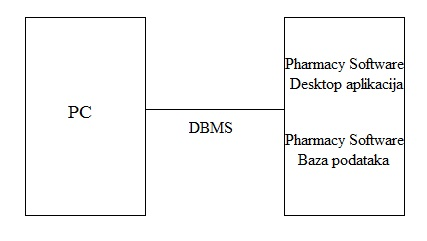 PC
DBMS
Pharmacy Software
Desktop aplikacija
Pharmacy Software
Baza podataka